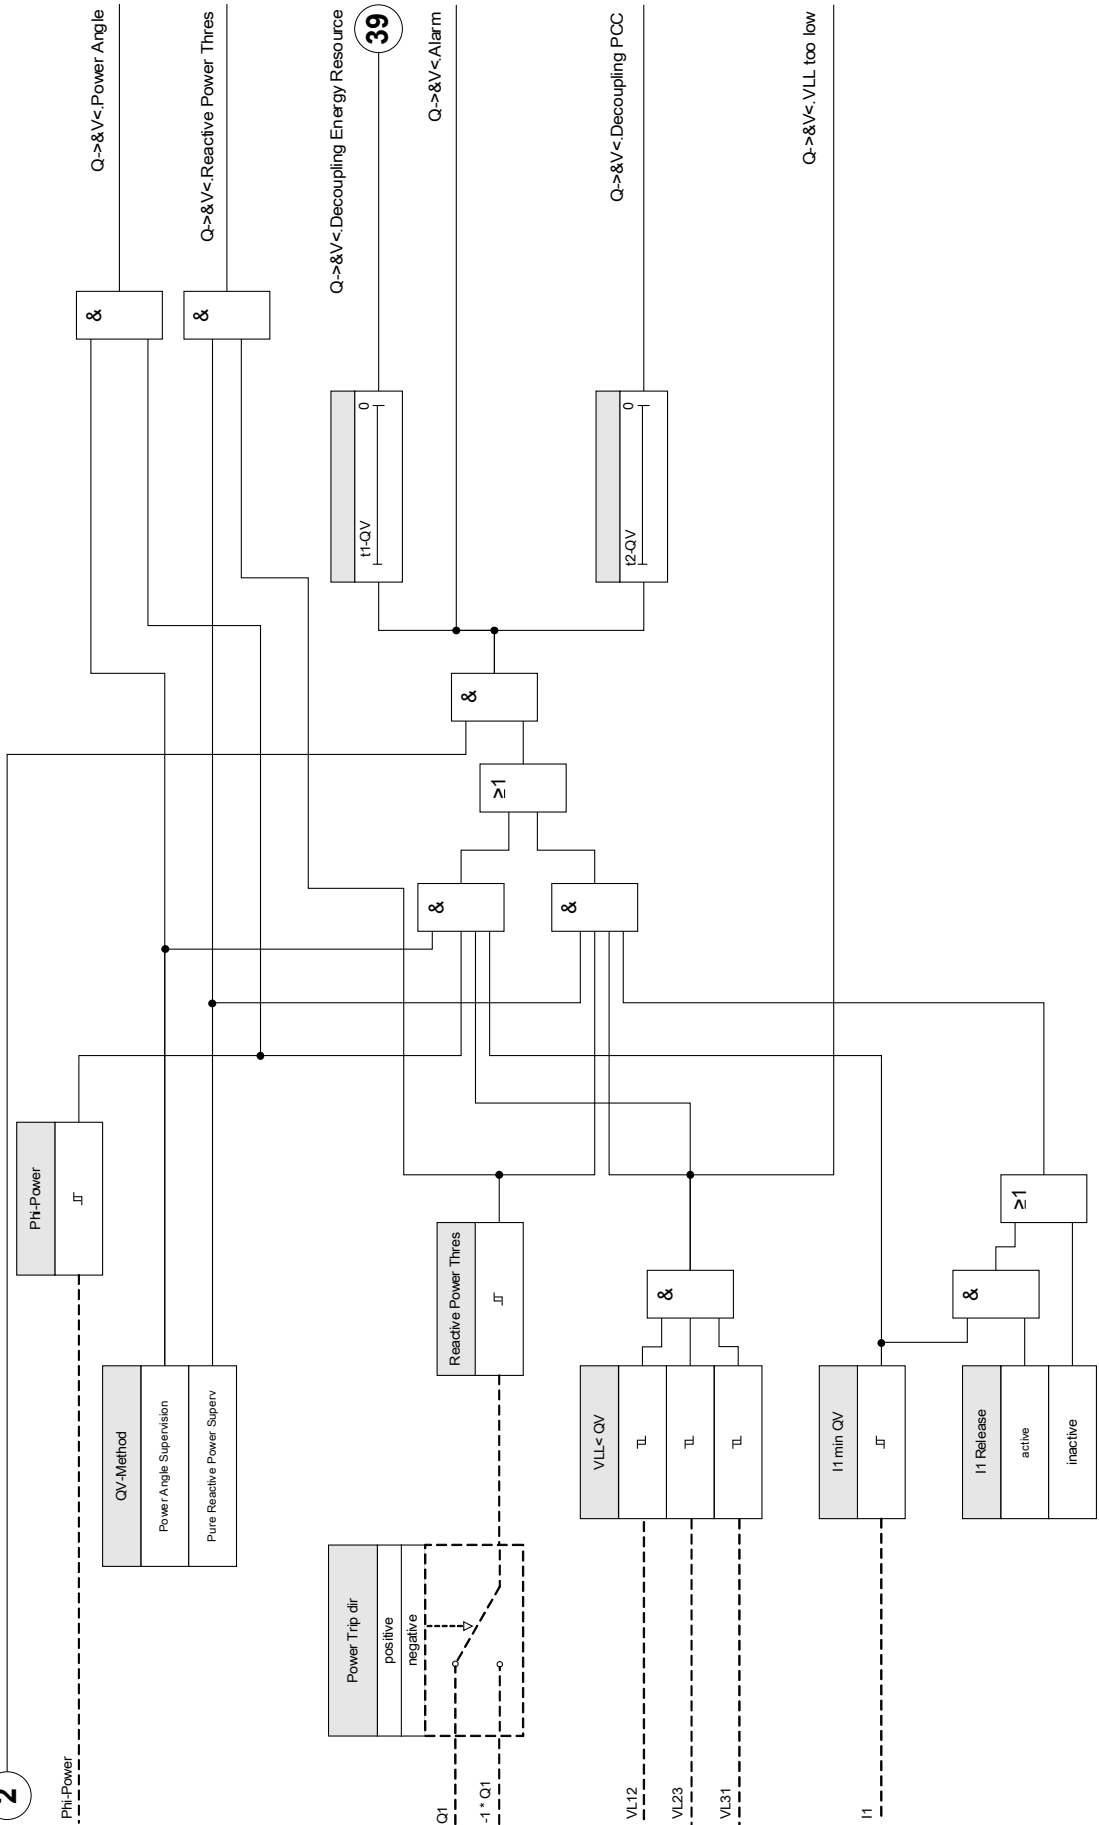 2
Phi-Power
Phi-Power
QV-Method
Power Angle Supervision
Pure Reactive Power Superv
&
Q->&V<.Power Angle
&
Q->&V<.Reactive Power Thres
Power Trip dir
positive
negative
Q1
-1 * Q1
Reactive Power Thres
&
&
≥1
&
t1-QV
0
Q->&V<.Decoupling Energy Resource
39
Q->&V<.Alarm
t2-QV
0
Q->&V<.Decoupling PCC
VL12
VL23
VL31
VLL< QV
&
Q->&V<.VLL too low
I1
I1 min QV
I1 Release
active
inactive
&
≥1